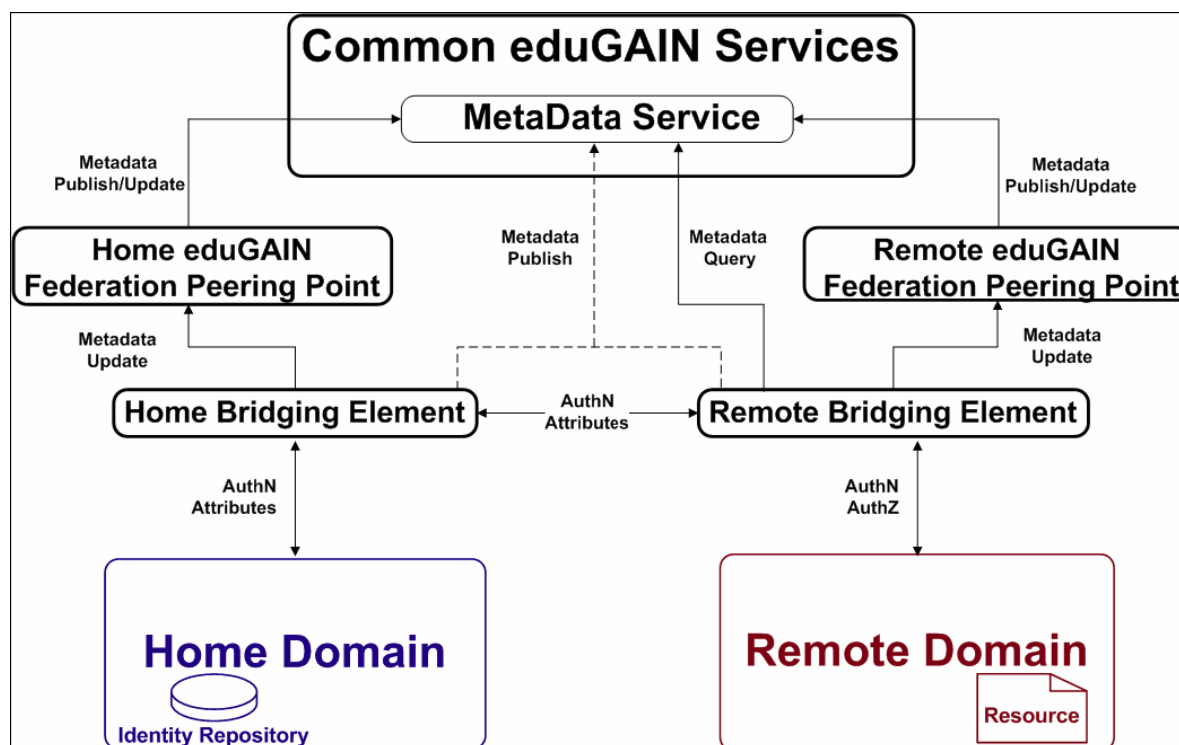 Common eduGAIN Services
MetaData Service
Metadata
Publish/Update
Metadata
Publish/Update
Home eduGAIN
Federation Peering Point
Metadata
Publish
Metadata
Query
Remote eduGAIN
Federation Peering Point
Metadata
Update
Metadata
Update
Home Bridging Element
AuthN
Attributes
Remote Bridging Element
AuthN
Attributes
AuthN
AuthZ
Home Domain
Identity Repository
Remote Domain
Resource